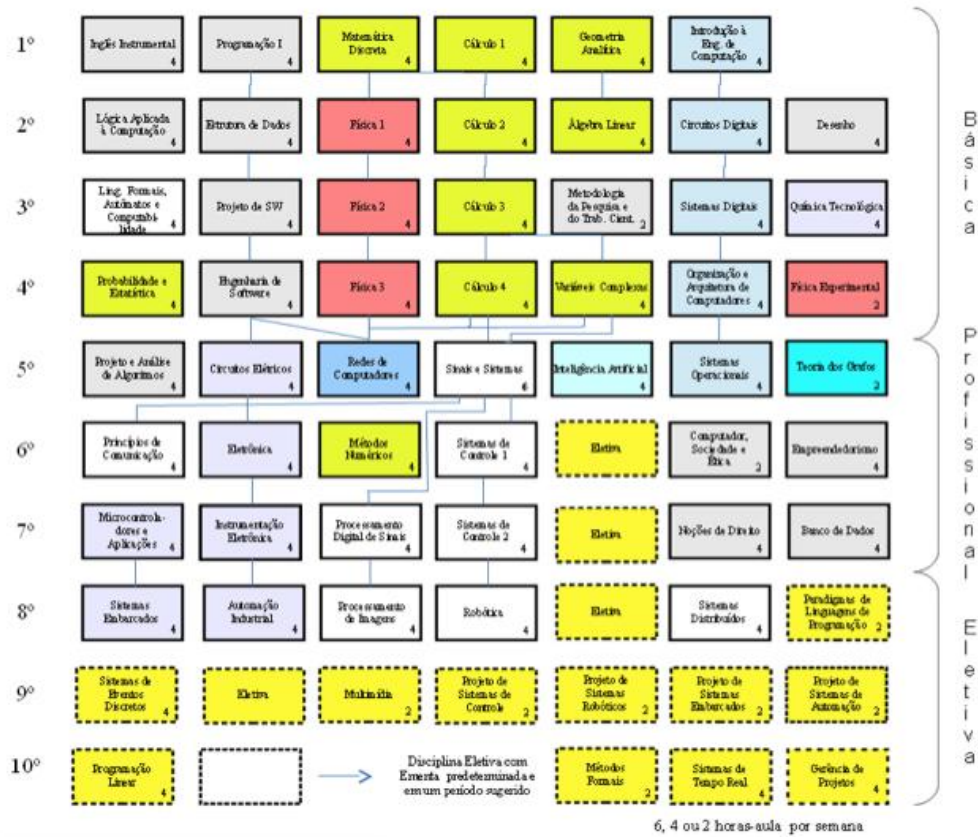 1º
Inglês Instrumental
4
Programação I
4
Matemática
Discreta
4
Cálculo 1
4
Geometria
Analítica
4
Introdução à
Eng. de
Computação
4
2º
Lógica Aplicada
à Computação
4
Estrutura de Dados
4
Física 1
4
Cálculo 2
4
Álgebra Linear
4
Circuitos Digitais
4
Desenho
4
3º
Ling. Formais,
Autômatos e
Computabi-
lidade
4
Projeto de SW
4
Física 2
4
Cálculo 3
4
Metodologia
da Pesquisa e
do Trab. Cient.
2
Sistemas Digitais
4
Química Tecnológica
4
4º
Probabilidade e
Estatística
4
Engenharia de
Software
4
Física 3
4
Cálculo 4
4
Variáveis Complexas
4
Organização e
Arquitetura de
Computadores
4
Física Experimental
2
5º
Projeto e Análise
de Algoritmos
4
Circuitos Elétricos
4
Redes de
Computadores
4
Sinais e Sistemas
6
Inteligência Artificial
4
Sistemas
Operacionais
4
Teoria dos Grafos
2
6º
Princípios de
Comunicação
4
Eletrônica
4
Métodos
Numéricos
4
Sistemas de
Controle 1
4
Eletiva
Computador,
Sociedade e
Ética
2
Empreendedorismo
4
7º
Microcontrola-
dores e
Aplicações
4
Instrumentação
Eletrônica
4
Processamento
Digital de Sinais
4
Sistemas de
Controle 2
4
Eletiva
Noções de Direito
4
Banco de Dados
4
8º
Sistemas
Embarcados
4
Automação
Industrial
4
Processamento
de Imagens
4
Robótica
4
Eletiva
Sistemas
Distribuídos
4
Paradigmas de
Linguagens de
Programação
2
9º
Sistemas de
Eventos
Discretos
4
Eletiva
Multimídia
2
Projeto de
Sistemas de
Controle
2
Projeto de
Sistemas
Robóticos
2
Projeto de
Sistemas
Embarcados
2
Projeto de
Sistemas de
Automação
2
10º
Programação
Linear
4
Disciplina Eletiva com
Ementa predeterminada e
em um período sugerido
Métodos
Formais
2
Sistemas de
Tempo Real
4
Gerência de
Projetos
4
6, 4 ou 2 horas-aula por semana
Básica
Profissional
Eletiva